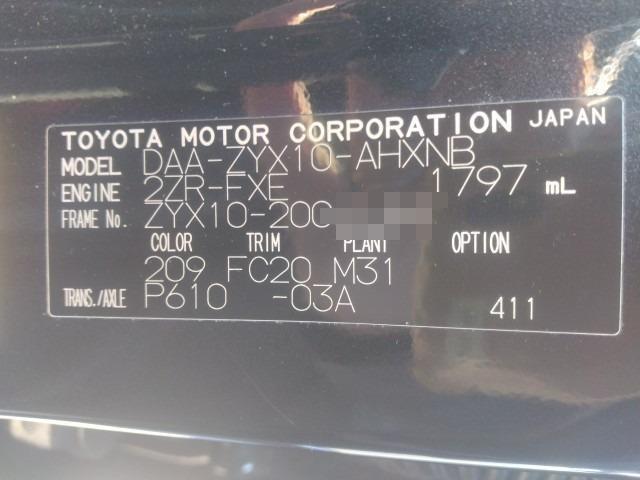 TOYOTA MOTOR CORPORATION JAPAN
MODEL DAA-ZYX10-AHXNB
ENGINE 2ZR-FXE 1797 mL
FRAME No. ZYX10-200
COLOR TRIM PLANT OPTION
209 FC20 M31
TRANS./AXLE P610 -03A 411